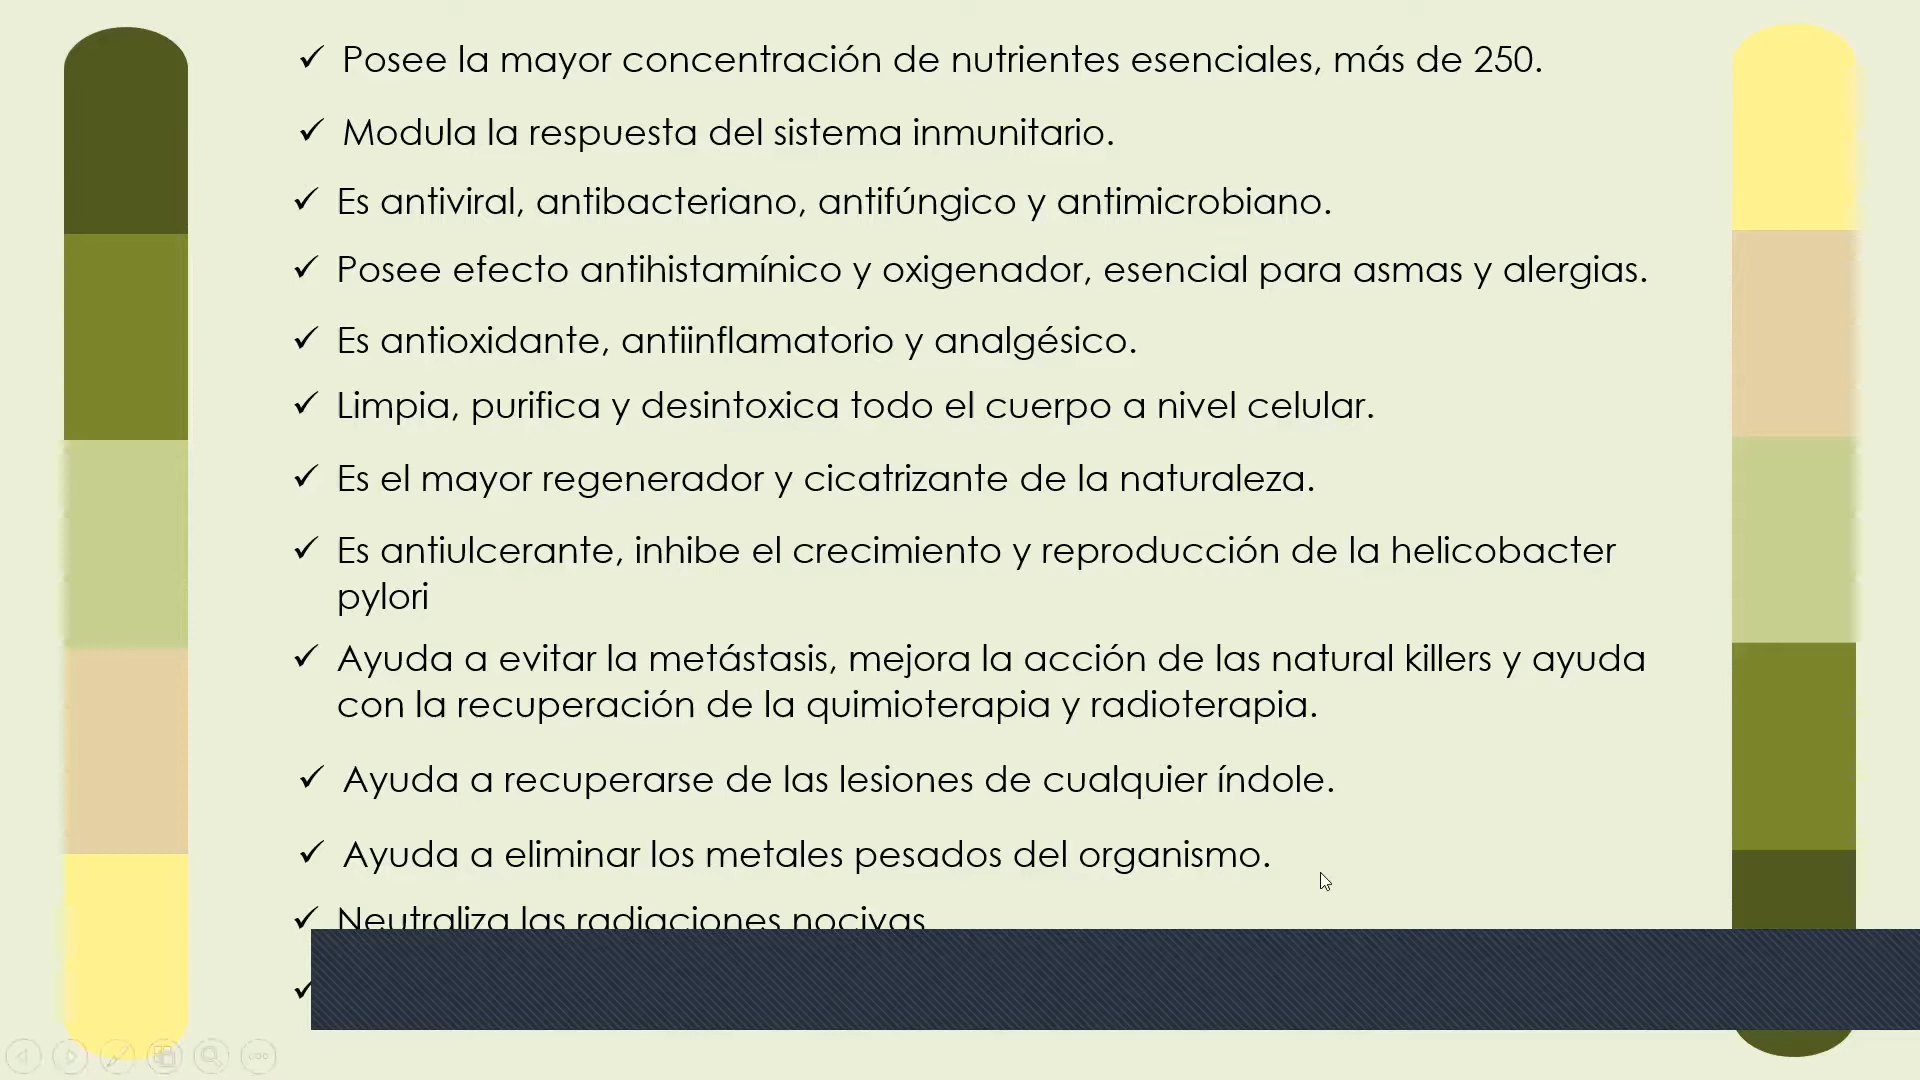 ✓ Posee la mayor concentración de nutrientes esenciales, más de 250.
✓ Modula la respuesta del sistema inmunitario.
✓ Es antiviral, antibacteriano, antifúngico y antimicrobiano.
✓ Posee efecto antihistamínico y oxigenador, esencial para asmas y alergias.
✓ Es antioxidante, antiinflamatorio y analgésico.
✓ Limpia, purifica y desintoxica todo el cuerpo a nivel celular.
✓ Es el mayor regenerador y cicatrizante de la naturaleza.
✓ Es antiulcerante, inhibe el crecimiento y reproducción de la helicobacter
pylori
✓ Ayuda a evitar la metástasis, mejora la acción de las natural killers y ayuda
con la recuperación de la quimioterapia y radioterapia.
✓ Ayuda a recuperarse de las lesiones de cualquier índole.
✓ Ayuda a eliminar los metales pesados del organismo.
✓ Neutraliza las radiaciones nocivas
✓